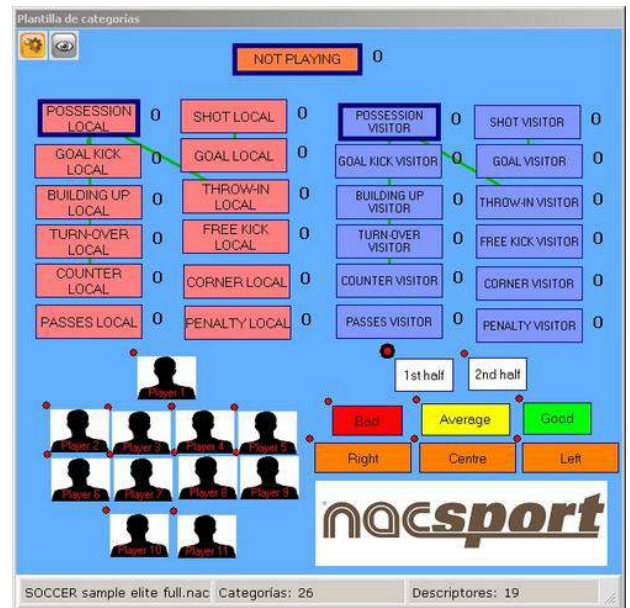 Plantilla de categorías
NOT PLAYING 0
POSSESSION LOCAL 0
SHOT LOCAL 0
POSSESSION VISITOR 0
SHOT VISITOR 0
GOAL KICK LOCAL 0
GOAL LOCAL 0
GOAL KICK VISITOR 0
GOAL VISITOR 0
BUILDING UP LOCAL 0
THROW-IN LOCAL 0
BUILDING UP VISITOR 0
THROW-IN VISITOR 0
TURN-OVER LOCAL 0
FREE KICK LOCAL 0
TURN-OVER VISITOR 0
FREE KICK VISITOR 0
COUNTER LOCAL 0
CORNER LOCAL 0
COUNTER VISITOR 0
CORNER VISITOR 0
PASSES LOCAL 0
PENALTY LOCAL 0
PASSES VISITOR 0
PENALTY VISITOR 0
Player 1
1st half
2nd half
Player 2
Player 3
Player 4
Player 5
Bad
Average
Good
Player 6
Player 7
Player 8
Player 9
Right
Centre
Left
Player 10
Player 11
nacsport
SOCCER sample elite full.nac
Categorías: 26
Descriptores: 19